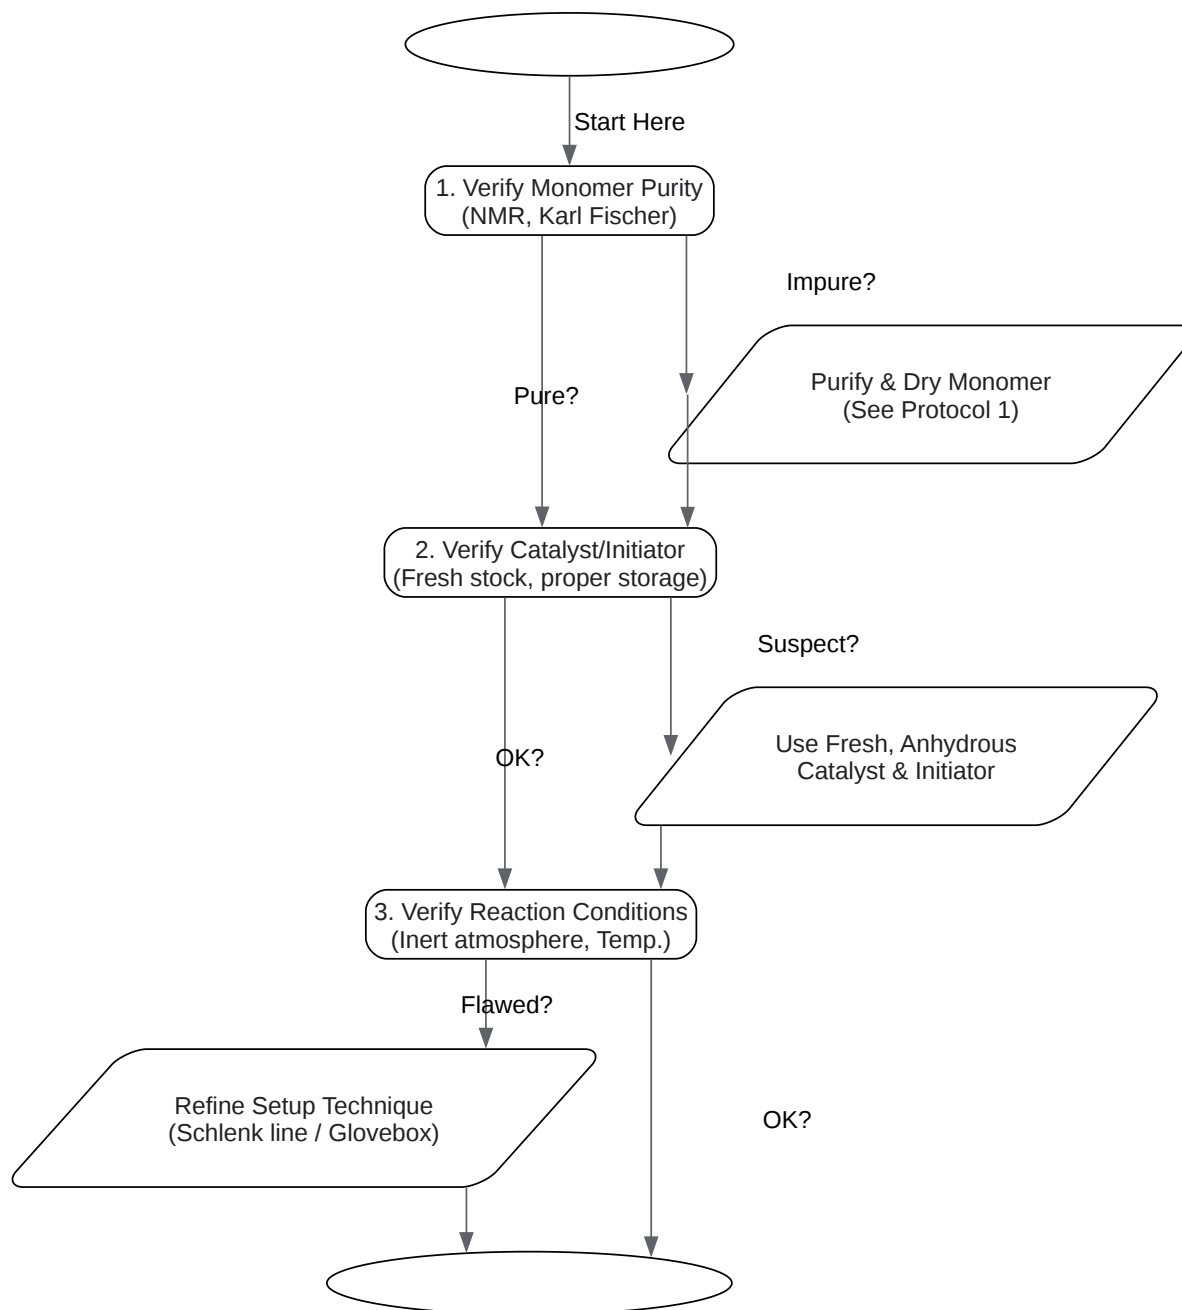 Start Here
1. Verify Monomer Purity
(NMR, Karl Fischer)
Impure?
Purify & Dry Monomer
(See Protocol 1)
Pure?
2. Verify Catalyst/Initiator
(Fresh stock, proper storage)
Suspect?
Use Fresh, Anhydrous
Catalyst & Initiator
OK?
3. Verify Reaction Conditions
(Inert atmosphere, Temp.)
Flawed?
Refine Setup Technique
(Schlenk line / Glovebox)
OK?